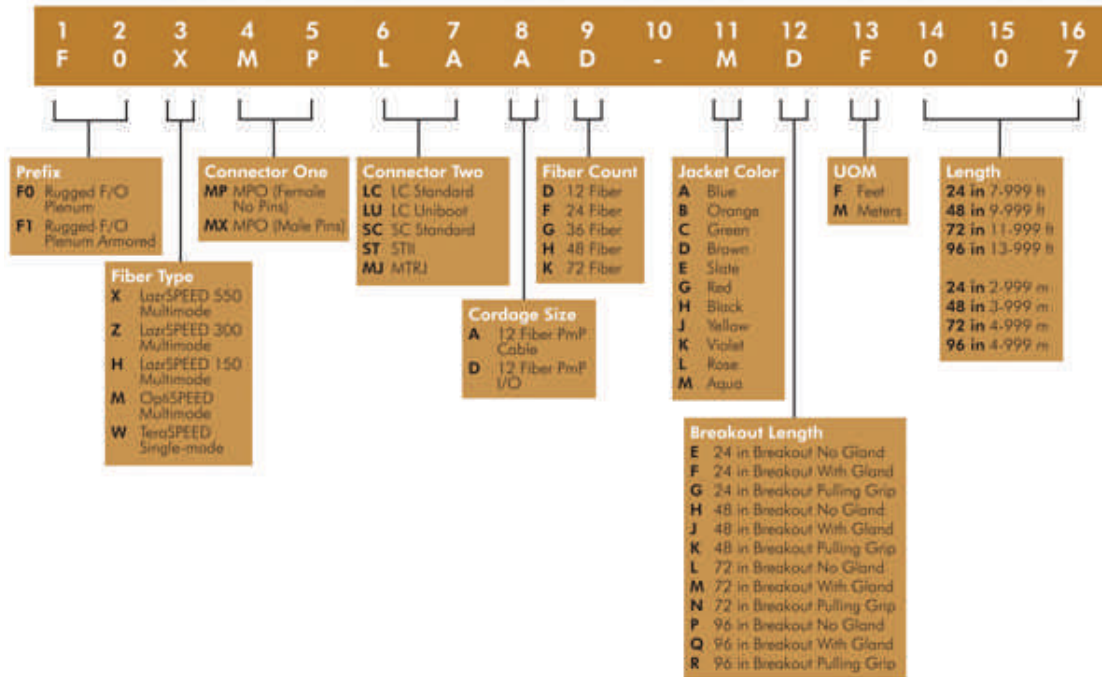 1 2 3 4 5 6 7 8 9 10 11 12 13 14 15 16
F 0 X M P L A A D - M D F 0 0 7
Prefix
F0 Rugged F/O
Plenum
F1 Rugged F/O
Plenum Armored
Connector One
MP MPO (Female
No Pins)
MX MPO (Male Pins)
Connector Two
LC LC Standard
LU LC Uniboot
SC SC Standard
ST STII
MJ MTRJ
Fiber Count
D 12 Fiber
F 24 Fiber
G 36 Fiber
H 48 Fiber
K 72 Fiber
Jacket Color
A Blue
B Orange
C Green
D Brown
E Slate
G Red
H Black
J Yellow
K Violet
L Rose
M Aqua
UOM
F Feet
M Meters
Length
24 in 7-999 ft
48 in 9-999 ft
72 in 11-999 ft
96 in 13-999 ft
24 in 2-999 m
48 in 3-999 m
72 in 4-999 m
96 in 4-999 m
Fiber Type
X LazrSPEED 550
Multimode
Z LazrSPEED 300
Multimode
H LazrSPEED 150
Multimode
M OptiSPEED
Multimode
W TeraSPEED
Single-mode
Cordage Size
A 12 Fiber PmP
Cable
D 12 Fiber PmP
I/O
Breakout Length
E 24 in Breakout No Gland
F 24 in Breakout With Gland
G 24 in Breakout Pulling Grip
H 48 in Breakout No Gland
J 48 in Breakout With Gland
K 48 in Breakout Pulling Grip
L 72 in Breakout No Gland
M 72 in Breakout With Gland
N 72 in Breakout Pulling Grip
P 96 in Breakout No Gland
Q 96 in Breakout With Gland
R 96 in Breakout Pulling Grip